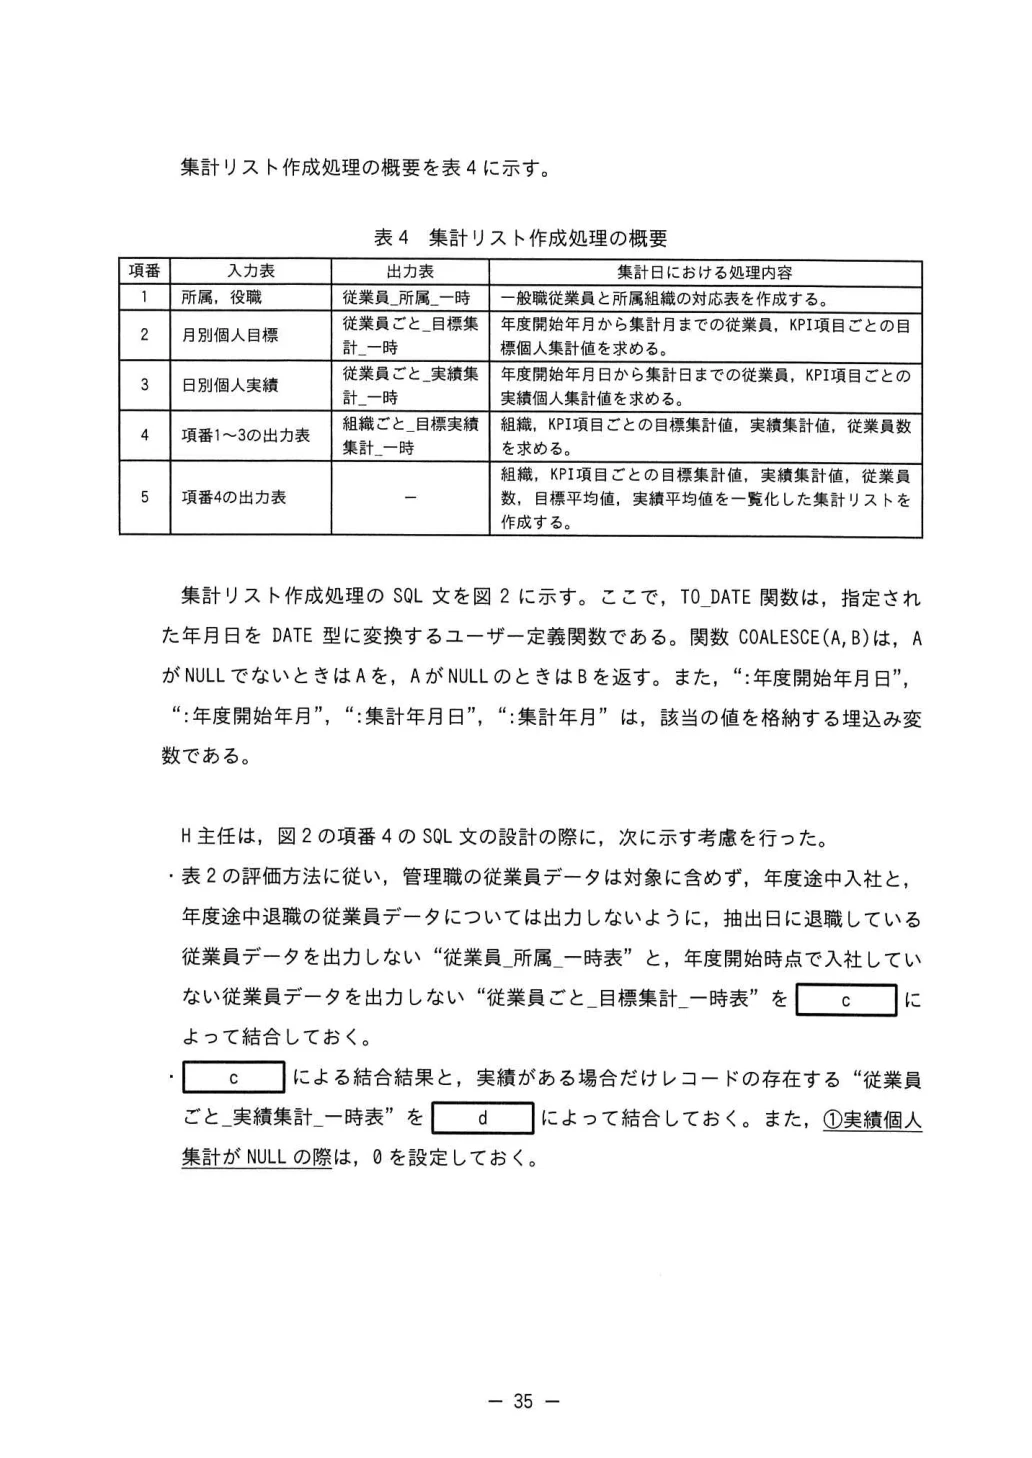 集計リスト作成処理の概要を表4に示す。
表4 集計リスト作成処理の概要
項番 入力表 出力表 集計日における処理内容
1 所属，役職 従業員_所属_一時 一般職従業員と所属組織の対応表を作成する。
2 月別個人目標 従業員ごと_目標集
計_一時 年度開始年月から集計月までの従業員，KPI項目ごとの目
標個人集計値を求める。
3 日別個人実績 従業員ごと_実績集
計_一時 年度開始年月日から集計日までの従業員，KPI項目ごとの
実績個人集計値を求める。
4 項番1～3の出力表 組織ごと_目標実績
集計_一時 組織，KPI項目ごとの目標集計値，実績集計値，従業員数
を求める。
5 項番4の出力表 － 組織，KPI項目ごとの目標集計値，実績集計値，従業員
数，目標平均値，実績平均値を一覧化した集計リストを
作成する。
集計リスト作成処理の SQL 文を図 2 に示す。ここで，TO_DATE 関数は，指定され
た年月日を DATE 型に変換するユーザー定義関数である。関数 COALESCE(A,B)は，A
が NULL でないときは A を，A が NULL のときは B を返す。また，“:年度開始年月日”，
“:年度開始年月”，“:集計年月日”，“:集計年月” は，該当の値を格納する埋込み変
数である。
H 主任は，図 2 の項番 4 の SQL 文の設計の際に，次に示す考慮を行った。
・表 2 の評価方法に従い，管理職の従業員データは対象に含めず，年度途中入社と，
年度途中退職の従業員データについては出力しないように，抽出日に退職している
従業員データを出力しない “従業員_所属_一時表” と，年度開始時点で入社してい
ない従業員データを出力しない “従業員ごと_目標集計_一時表” を c に
よって結合しておく。
・ c による結合結果と，実績がある場合だけレコードの存在する “従業員
ごと_実績集計_一時表” を d によって結合しておく。また，①実績個人
集計が NULL の際は，0 を設定しておく。
－ 35 －